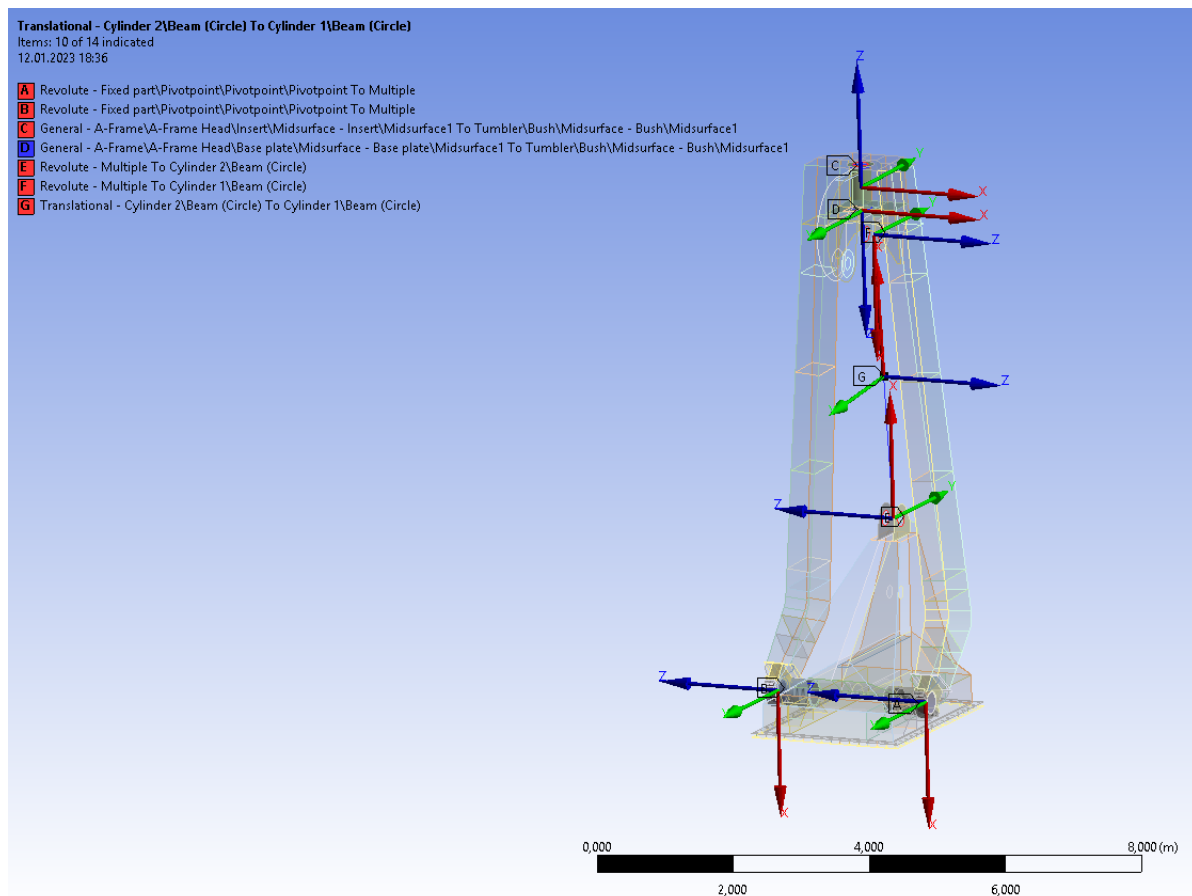 Translational - Cylinder 2\Beam (Circle) To Cylinder 1\Beam (Circle)
Items: 10 of 14 indicated
12.01.2023 18:36
A Revolute - Fixed part\Pivotpoint\Pivotpoint\Pivotpoint To Multiple
B Revolute - Fixed part\Pivotpoint\Pivotpoint\Pivotpoint To Multiple
C General - A-Frame\A-Frame Head\Insert\Midsurface - Insert\Midsurface1 To Tumbler\Bush\Midsurface - Bush\Midsurface1
D General - A-Frame\A-Frame Head\Base plate\Midsurface - Base plate\Midsurface1 To Tumbler\Bush\Midsurface - Bush\Midsurface1
E Revolute - Multiple To Cylinder 2\Beam (Circle)
F Revolute - Multiple To Cylinder 1\Beam (Circle)
G Translational - Cylinder 2\Beam (Circle) To Cylinder 1\Beam (Circle)
Z
C
Y
X
D
Y
X
F
Z
G
Z
X
Z
Y
Z
Z
A
X
X
0,000
4,000
8,000 (m)
2,000
6,000